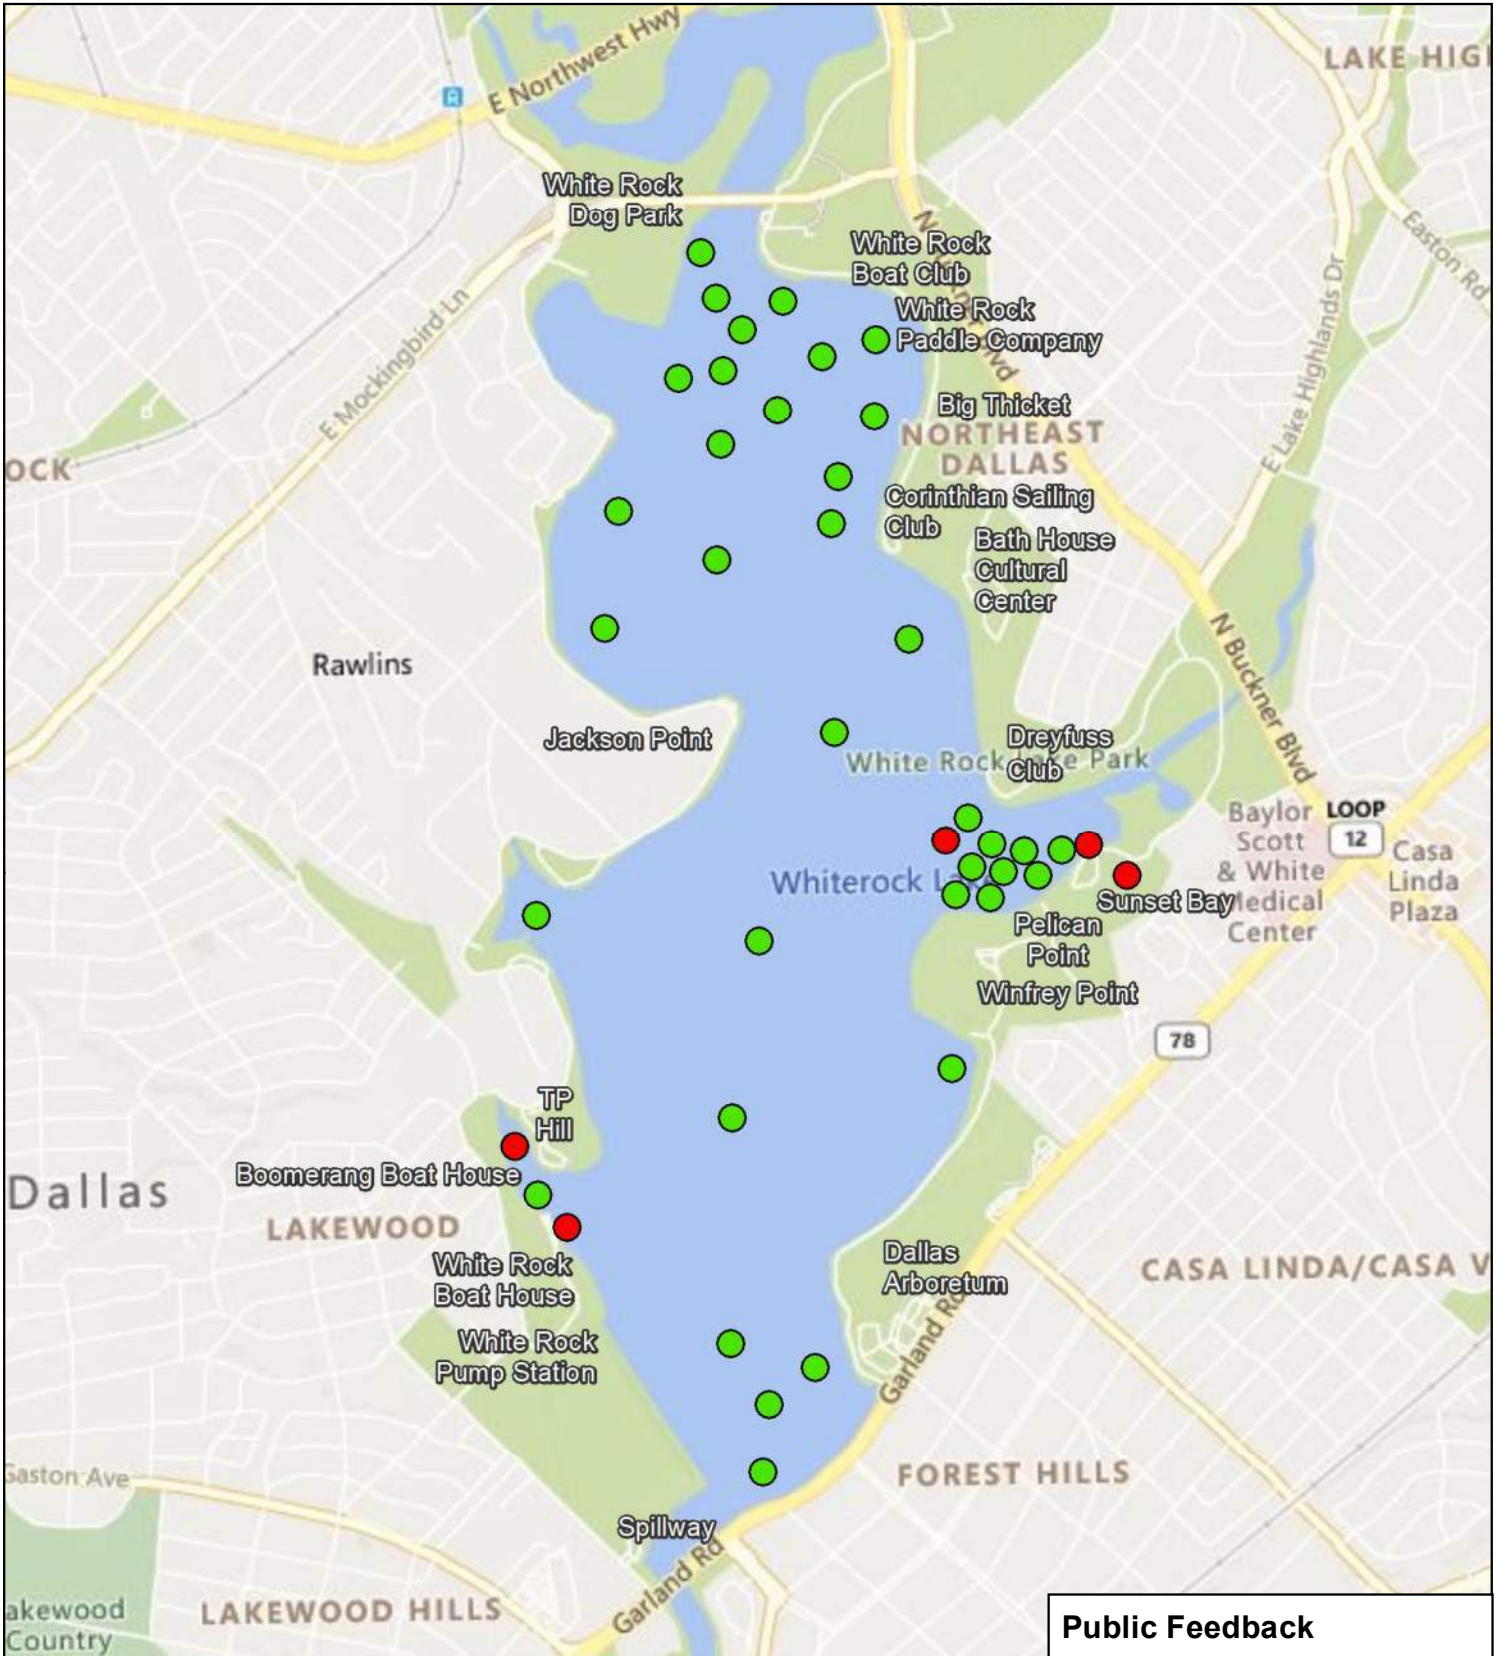 E Northwest Hwy
LAKE HIGI
White Rock
Dog Park
White Rock
Boat Club
Easton Rd
White Rock
Paddle Company
E Mockingbird Ln
E Lake Highlands Dr
Big Thicket
NORTHEAST
DALLAS
OCK
Corinthian Sailing
Club
Bath House
Cultural
Center
N Buckner Blvd
Rawlins
Jackson Point
Dreyfuss
Club
White Rock Lake Park
Baylor
Scott
& White
Medical
Center
LOOP
12
Casa
Linda
Plaza
Whiterock Lake
Sunset Bay
Pelican
Point
Winfrey Point
78
TP
Hill
Boomerang Boat House
Dallas
LAKEWOOD
White Rock
Boat House
Dallas
Arboretum
CASA LINDA/CASA V
White Rock
Pump Station
Garland Rd
Gaston Ave
FOREST HILLS
Spillway
Garland Rd
akewood
Country
LAKEWOOD HILLS
Public Feedback